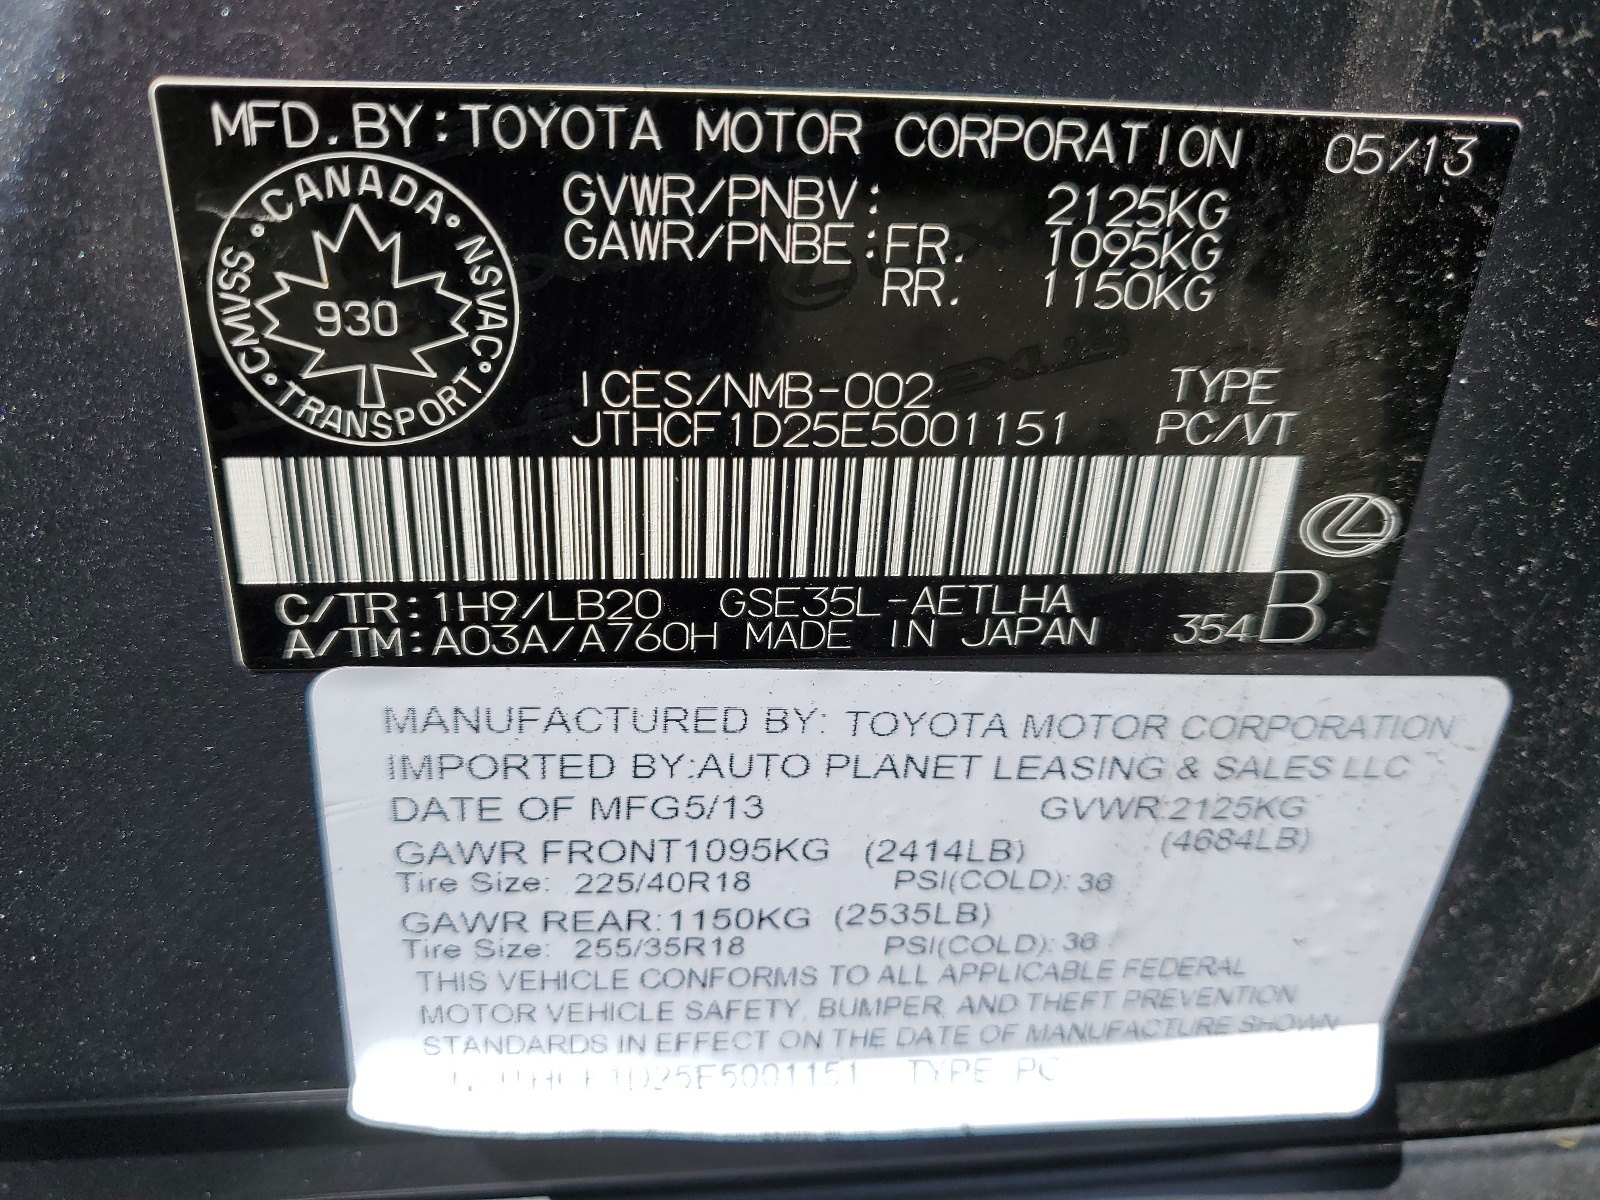 MFD. BY : TOYOTA MOTOR CORPORATION 05/13
CANADA • NSVAC • TRANSPORT • CMVSS •
930
GVWR/PNBV : 2125KG
GAWR/PNBE : FR. 1095KG
RR. 1150KG
ICES/NMB-002 TYPE
JTHCF1D25E5001151 PC/VT
C/TR: 1H9/LB20 GSE35L-AETLHA
A/TM: A03A/A760H MADE IN JAPAN 354 B
MANUFACTURED BY: TOYOTA MOTOR CORPORATION
IMPORTED BY:AUTO PLANET LEASING & SALES LLC
DATE OF MFG5/13 GVWR:2125KG
(4684LB)
GAWR FRONT1095KG (2414LB)
Tire Size: 225/40R18 PSI(COLD): 36
GAWR REAR:1150KG (2535LB)
Tire Size: 255/35R18 PSI(COLD): 36
THIS VEHICLE CONFORMS TO ALL APPLICABLE FEDERAL
MOTOR VEHICLE SAFETY, BUMPER, AND THEFT PREVENTION
STANDARDS IN EFFECT ON THE DATE OF MANUFACTURE SHOWN
JTHCF1D25E5001151 TYPE PC